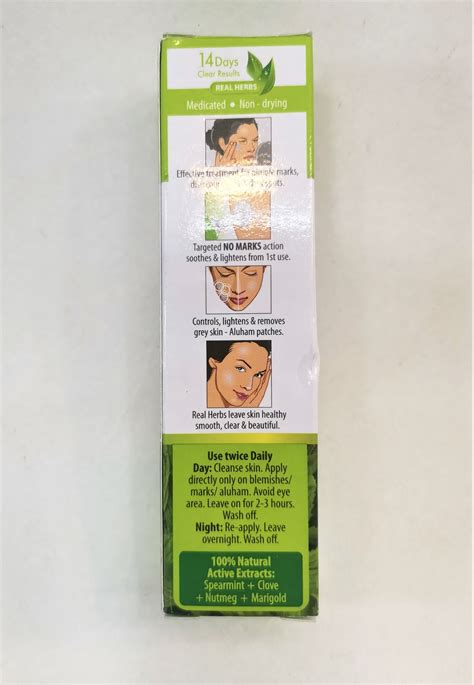 14 Days
Clear Results
REAL HERBS
Medicated • Non - drying
Effective treatment for pimple marks,
spots.
Targeted NO MARKS action
soothes & lightens from 1st use.
Controls, lightens & removes
grey skin - Aluham patches.
Real Herbs leave skin healthy
smooth, clear & beautiful.
Use twice Daily
Day: Cleanse skin. Apply
directly only on blemishes/
marks/ aluham. Avoid eye
area. Leave on for 2-3 hours.
Wash off.
Night: Re-apply. Leave
overnight. Wash off.
100% Natural
Active Extracts:
Spearmint + Clove
+ Nutmeg + Marigold